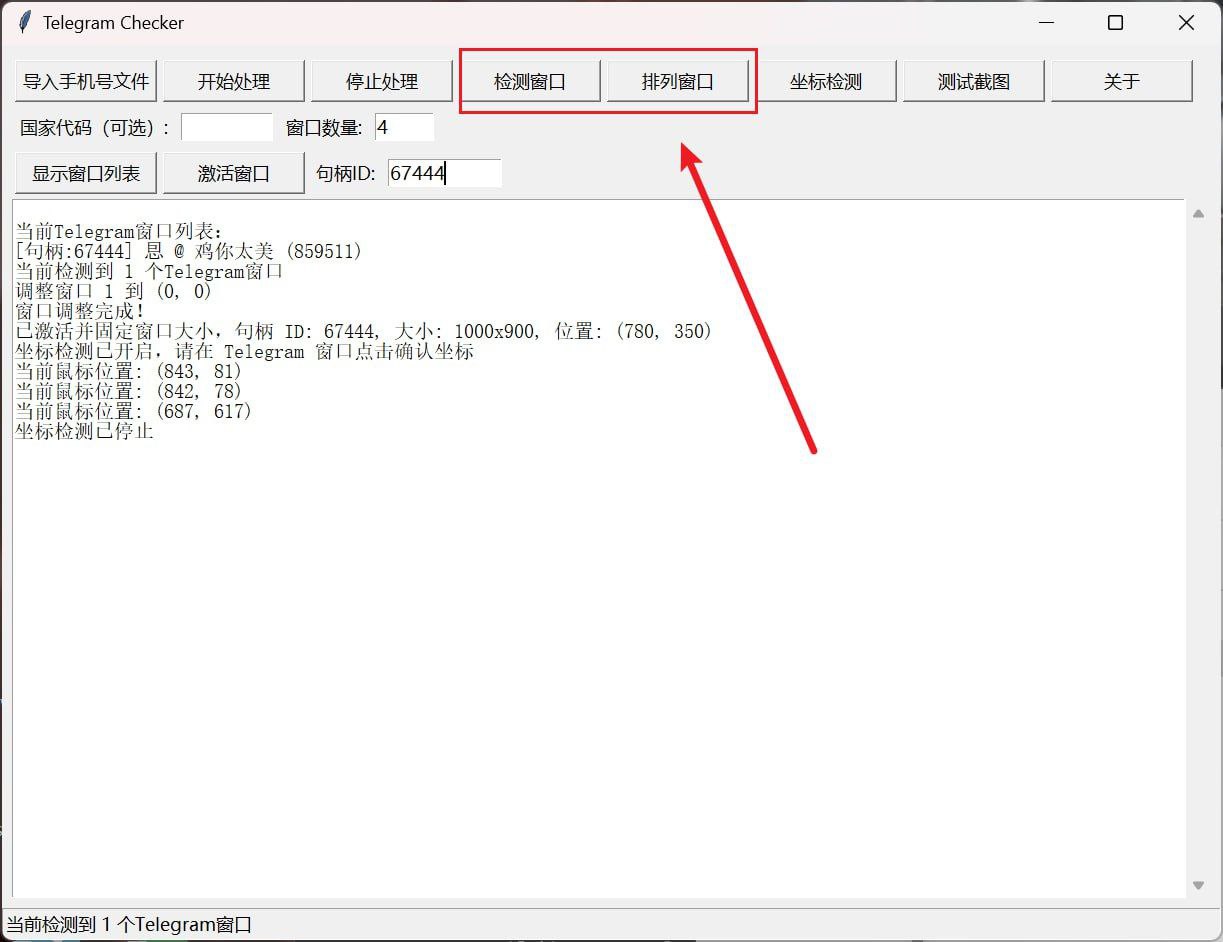 Telegram Checker
导入手机号文件 开始处理 停止处理 检测窗口 排列窗口 坐标检测 测试截图 关于
国家代码（可选）: 窗口数量: 4
显示窗口列表 激活窗口 句柄ID: 67444
当前Telegram窗口列表：
[句柄:67444] 恩 @ 鸡你太美 (859511)
当前检测到 1 个Telegram窗口
调整窗口 1 到 (0, 0)
窗口调整完成！
已激活并固定窗口大小，句柄 ID: 67444, 大小: 1000x900, 位置: (780, 350)
坐标检测已开启，请在 Telegram 窗口点击确认坐标
当前鼠标位置: (843, 81)
当前鼠标位置: (842, 78)
当前鼠标位置: (687, 617)
坐标检测已停止
当前检测到 1 个Telegram窗口